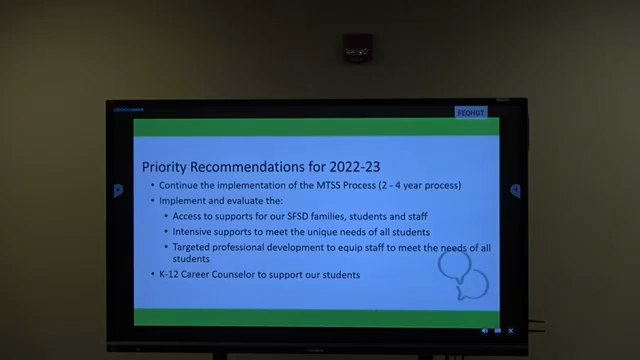 FEQHGT
Priority Recommendations for 2022-23
• Continue the implementation of the MTSS Process (2 - 4 year process)
• Implement and evaluate the:
• Access to supports for our SFSD families, students and staff
• Intensive supports to meet the unique needs of all students
• Targeted professional development to equip staff to meet the needs of all
students
• K-12 Career Counselor to support our students